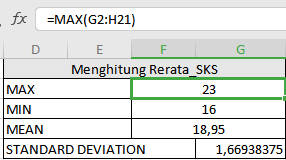 fx =MAX(G2:H21)
D E F G
Menghitung Rerata_SKS
MAX 23
MIN 16
MEAN 18,95
STANDARD DEVIATION 1,66938375